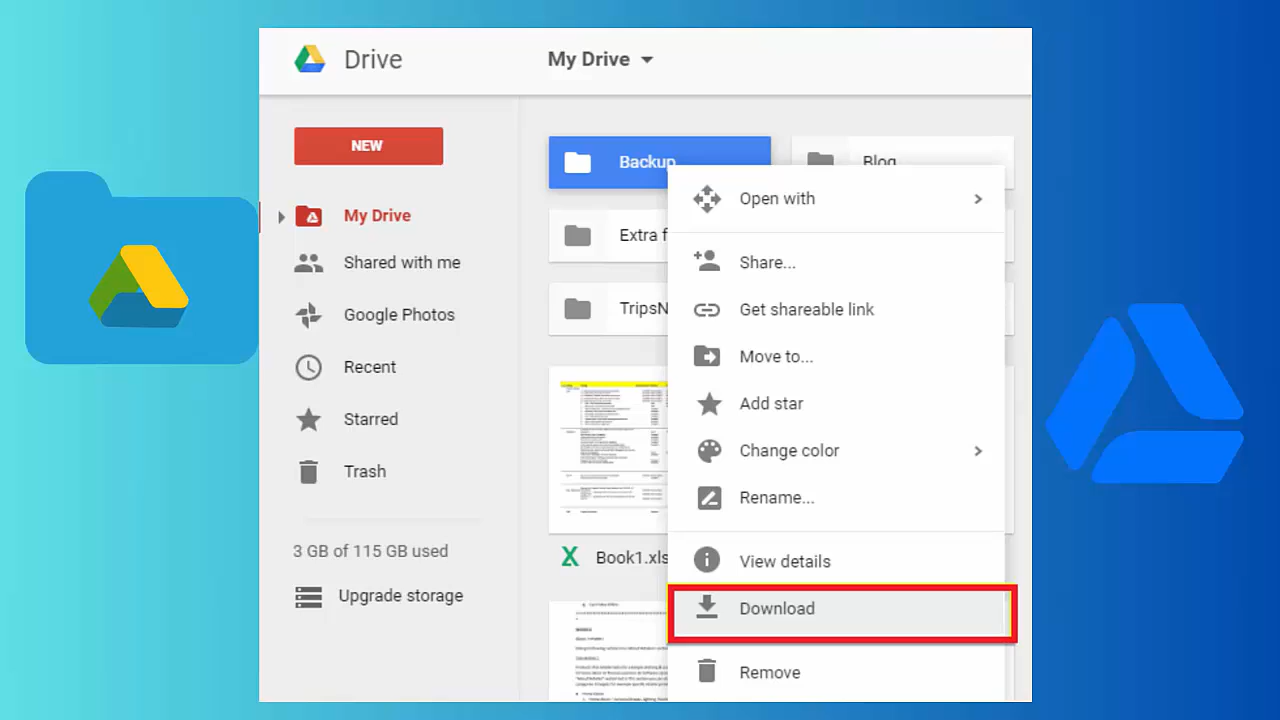 Drive
My Drive
NEW
My Drive
Shared with me
Google Photos
Recent
Starred
Trash
3 GB of 115 GB used
Upgrade storage
Backup
Blog
Extra f
TripsN
Book1.xls
Open with
Share...
Get shareable link
Move to...
Add star
Change color
Rename...
View details
Download
Remove